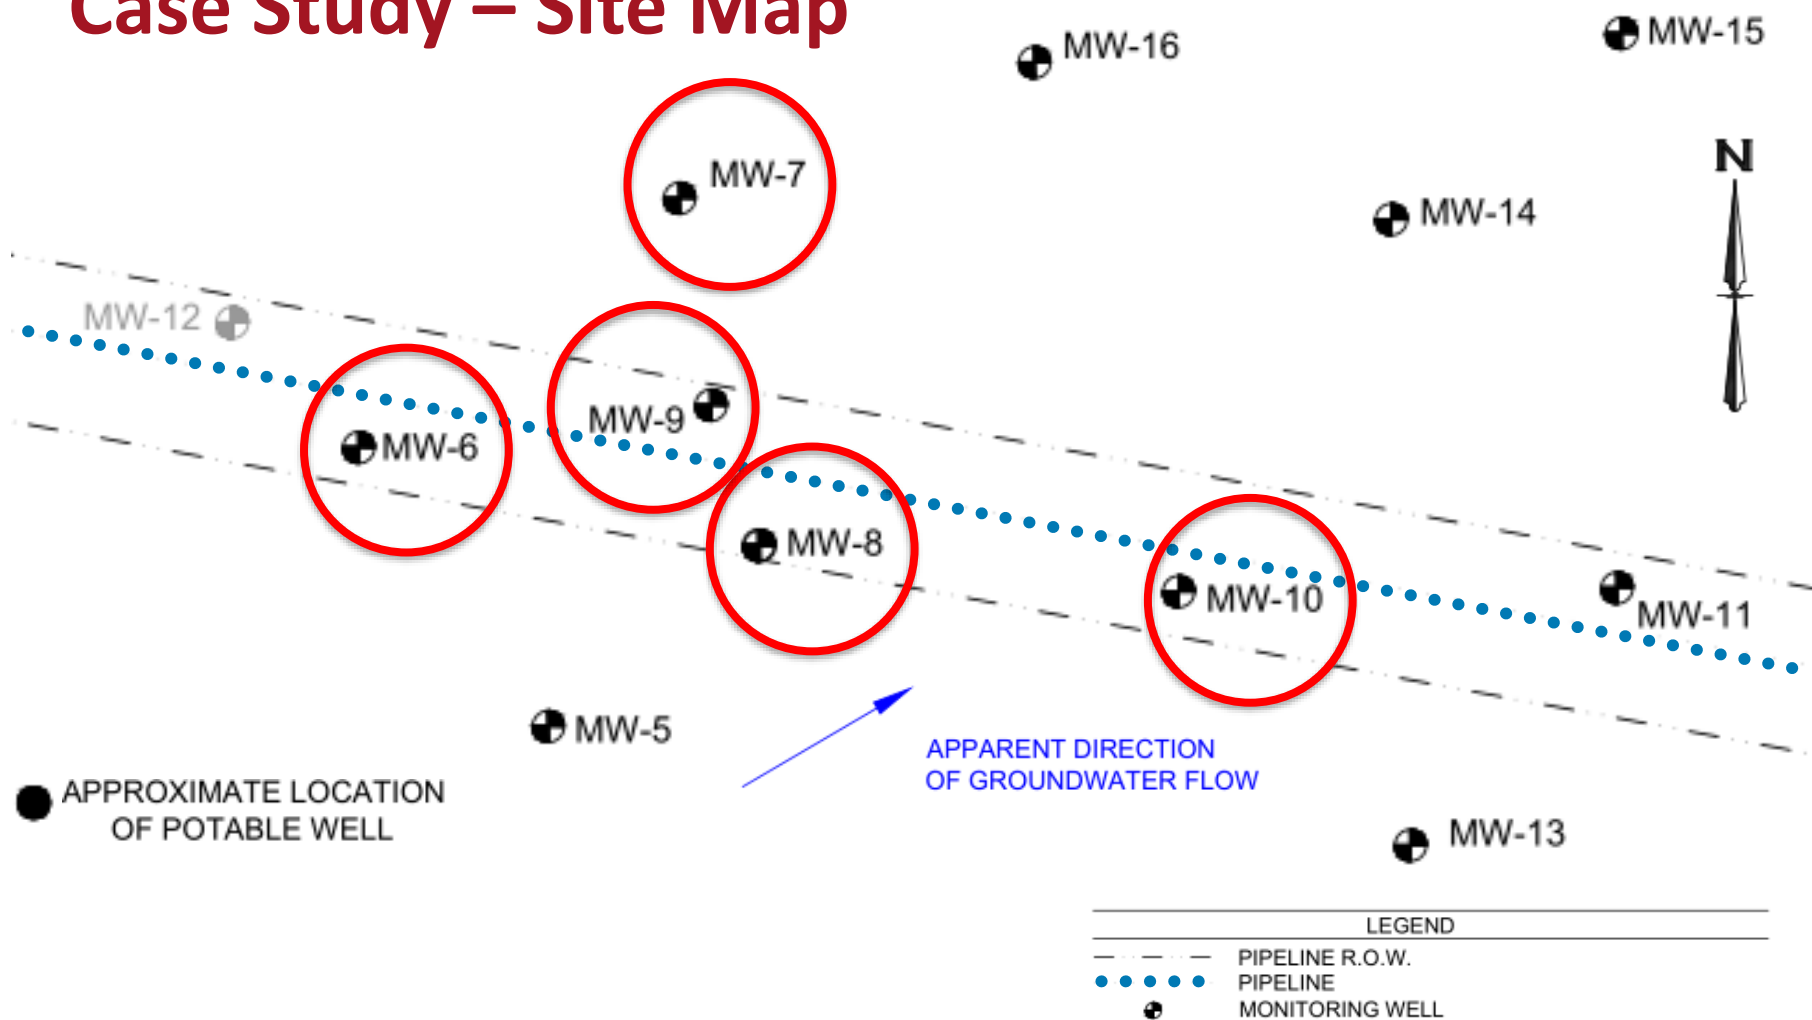 Case Study – Site Map
MW-16
MW-15
MW-7
N
MW-14
MW-12
MW-9
MW-6
MW-8
MW-10
MW-11
MW-5
APPARENT DIRECTION
OF GROUNDWATER FLOW
APPROXIMATE LOCATION
OF POTABLE WELL
MW-13
LEGEND
PIPELINE R.O.W.
PIPELINE
MONITORING WELL